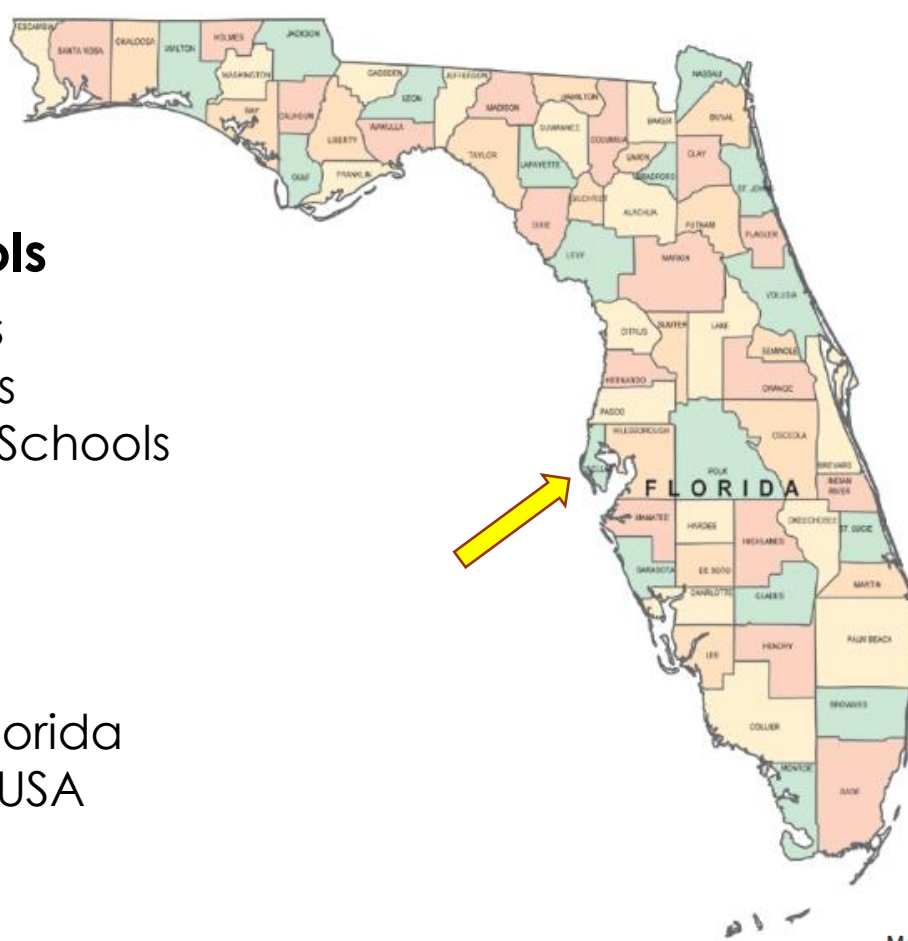 ESCAMBIA
SANTA ROSA
OKALOOSA
WALTON
HOLMES
JACKSON
WASHINGTON
BAY
CALHOUN
GULF
LIBERTY
GADSDEN
FRANKLIN
LEON
WAKULLA
JEFFERSON
MADISON
TAYLOR
HAMILTON
SUWANNEE
LAFAYETTE
DIXIE
COLUMBIA
GILCHRIST
BAKER
UNION
BRADFORD
ALACHUA
LEVY
NASSAU
DUVAL
CLAY
ST. JOHNS
PUTNAM
FLAGLER
MARION
VOLUSIA
CITRUS
SUMTER
LAKE
SEMINOLE
HERNANDO
ORANGE
PASCO
HILLSBOROUGH
POLK
OSCEOLA
BREVARD
FLORIDA
INDIAN
RIVER
MANATEE
HARDEE
HIGHLANDS
OKEECHOBEE
ST. LUCIE
SARASOTA
DE SOTO
MARTIN
CHARLOTTE
GLADES
LEE
HENDRY
PALM BEACH
COLLIER
BROWARD
MONROE
DADE
ols
s
s
Schools
orida
USA